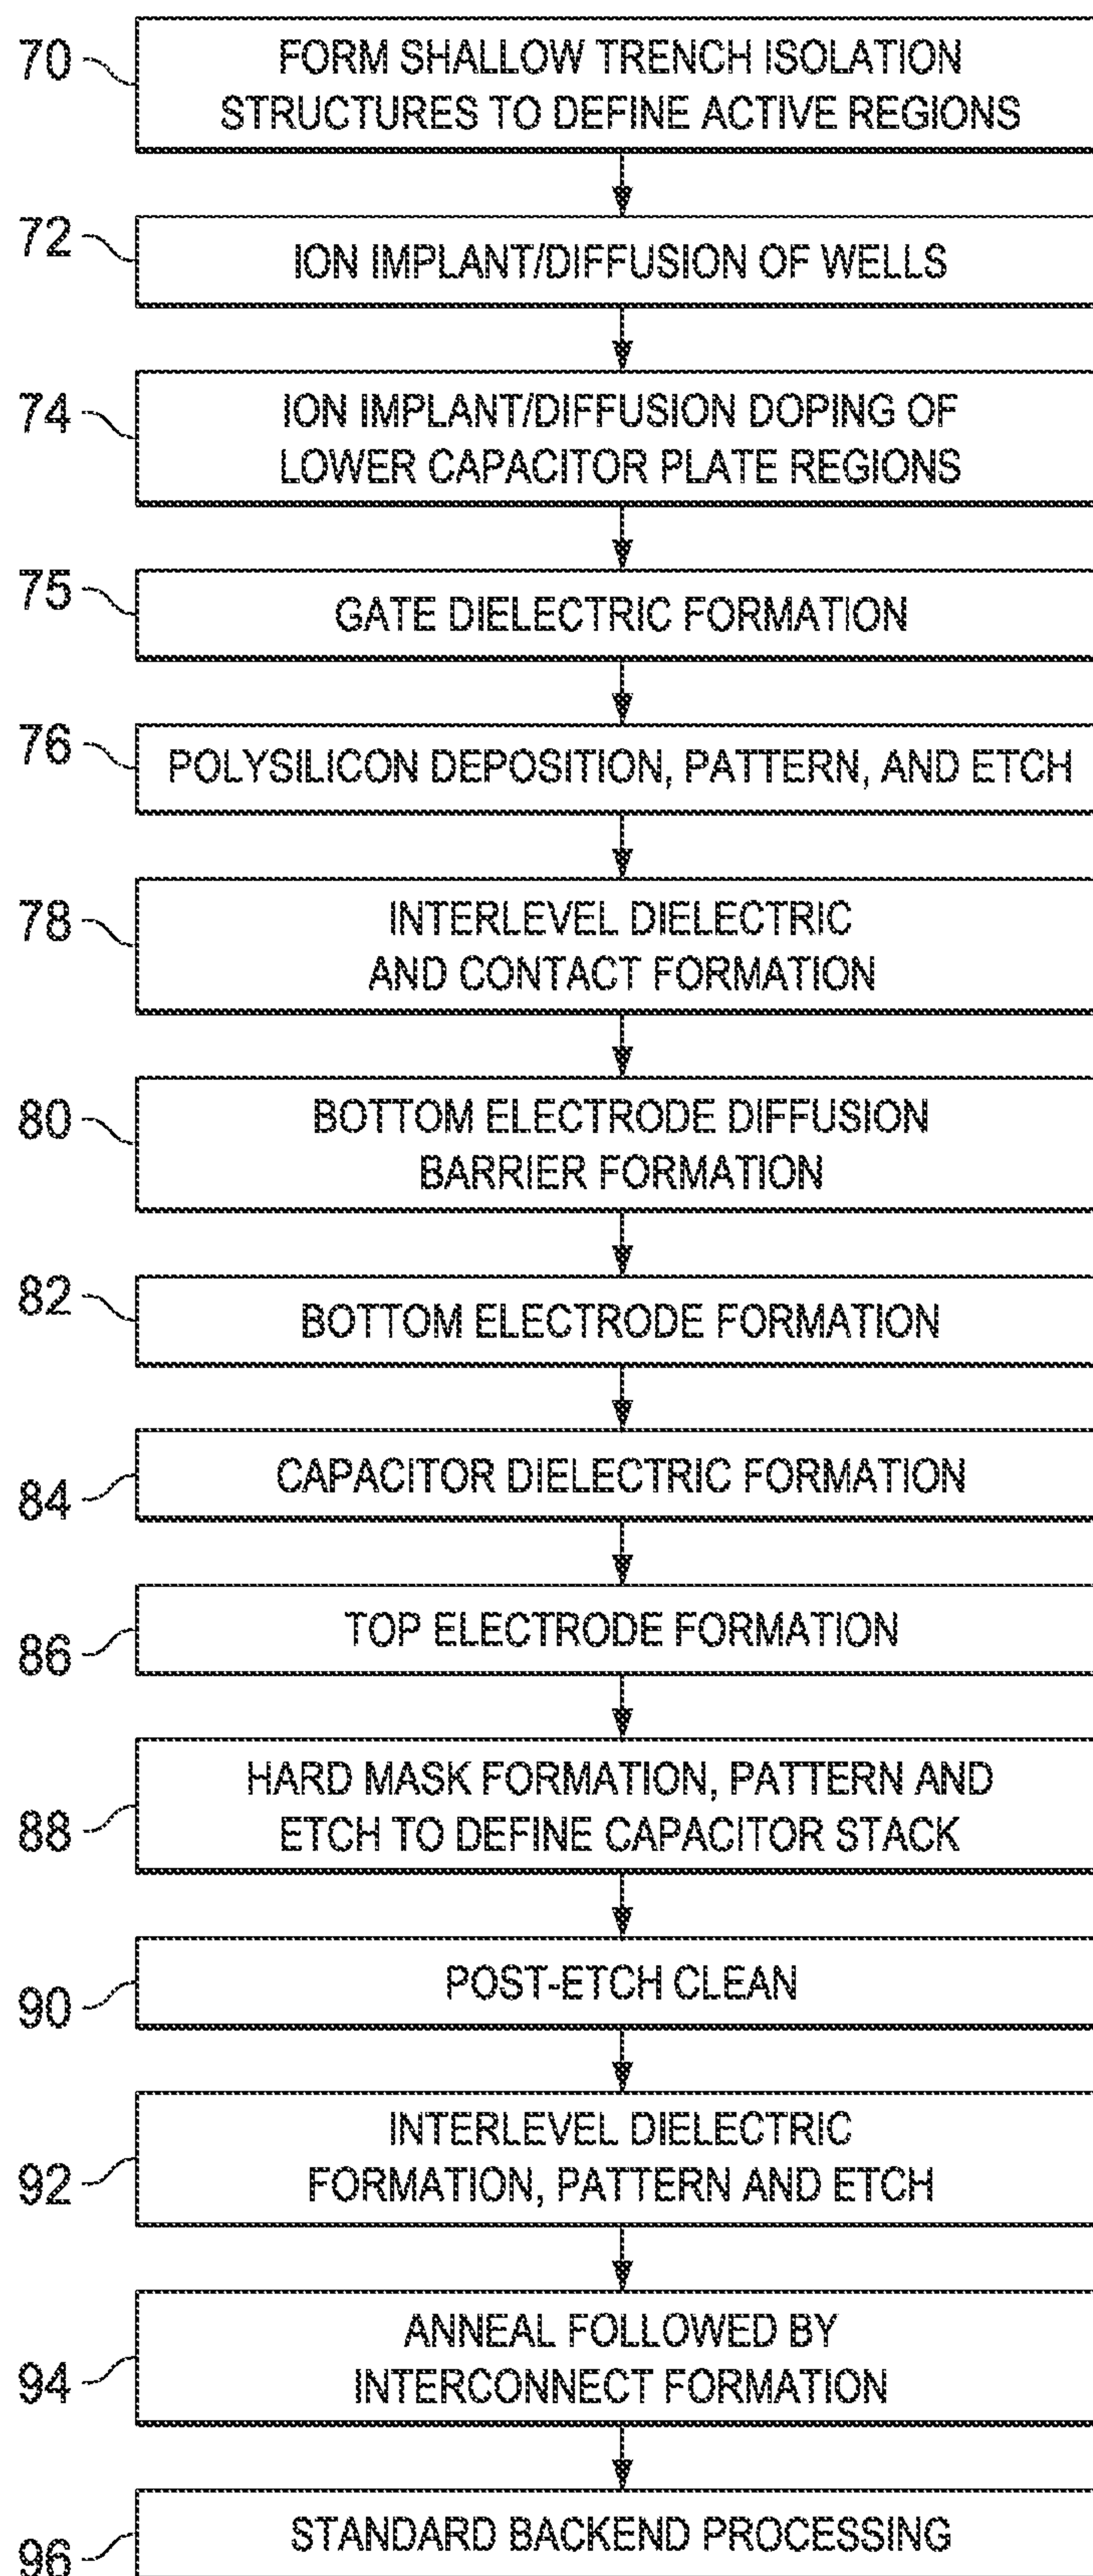 70
FORM SHALLOW TRENCH ISOLATION
STRUCTURES TO DEFINE ACTIVE REGIONS
72
ION IMPLANT/DIFFUSION OF WELLS
74
ION IMPLANT/DIFFUSION DOPING OF
LOWER CAPACITOR PLATE REGIONS
75
GATE DIELECTRIC FORMATION
76
POLYSILICON DEPOSITION, PATTERN, AND ETCH
78
INTERLEVEL DIELECTRIC
AND CONTACT FORMATION
80
BOTTOM ELECTRODE DIFFUSION
BARRIER FORMATION
82
BOTTOM ELECTRODE FORMATION
84
CAPACITOR DIELECTRIC FORMATION
86
TOP ELECTRODE FORMATION
88
HARD MASK FORMATION, PATTERN AND
ETCH TO DEFINE CAPACITOR STACK
90
POST-ETCH CLEAN
92
INTERLEVEL DIELECTRIC
FORMATION, PATTERN AND ETCH
94
ANNEAL FOLLOWED BY
INTERCONNECT FORMATION
96
STANDARD BACKEND PROCESSING